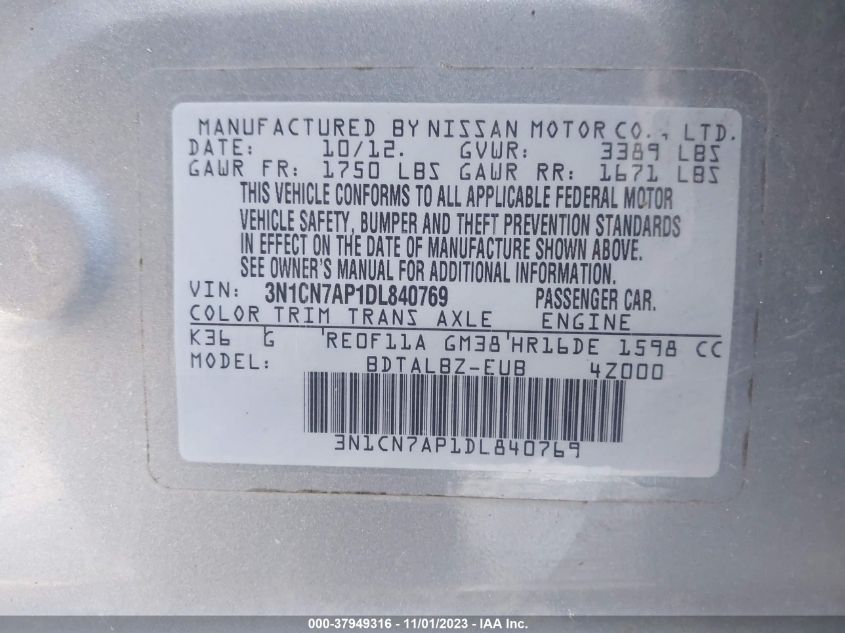 MANUFACTURED BY NISSAN MOTOR CO., LTD.
DATE: 10/12. GVWR: 3389 LBS
GAWR FR: 1750 LBS GAWR RR: 1671 LBS
THIS VEHICLE CONFORMS TO ALL APPLICABLE FEDERAL MOTOR
VEHICLE SAFETY, BUMPER AND THEFT PREVENTION STANDARDS
IN EFFECT ON THE DATE OF MANUFACTURE SHOWN ABOVE.
SEE OWNER'S MANUAL FOR ADDITIONAL INFORMATION.
VIN: 3N1CN7AP1DL840769 PASSENGER CAR.
COLOR TRIM TRANS AXLE ENGINE
K36 G RE0F11A GM38 HR16DE 1598 CC
MODEL: BDTALBZ-EUB 4Z000
3N1CN7AP1DL840769
000-37949316 - 11/01/2023 - IAA Inc.